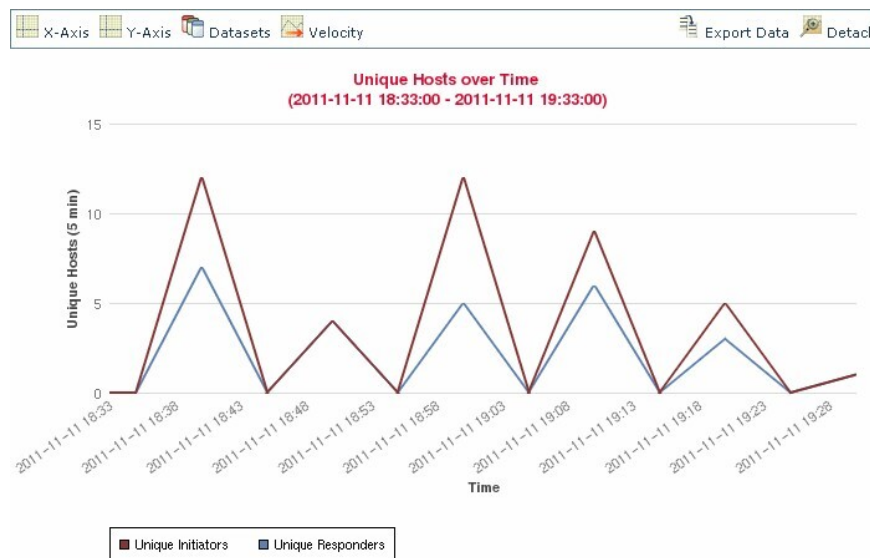 X-Axis Y-Axis Datasets Velocity Export Data Detach
Unique Hosts over Time
(2011-11-11 18:33:00 - 2011-11-11 19:33:00)
15
10
5
0
Unique Hosts (5 min)
2011-11-11 18:33 2011-11-11 18:38 2011-11-11 18:43 2011-11-11 18:48 2011-11-11 18:53 2011-11-11 18:58 2011-11-11 19:03 2011-11-11 19:08 2011-11-11 19:13 2011-11-11 19:18 2011-11-11 19:23 2011-11-11 19:28
Time
Unique Initiators Unique Responders